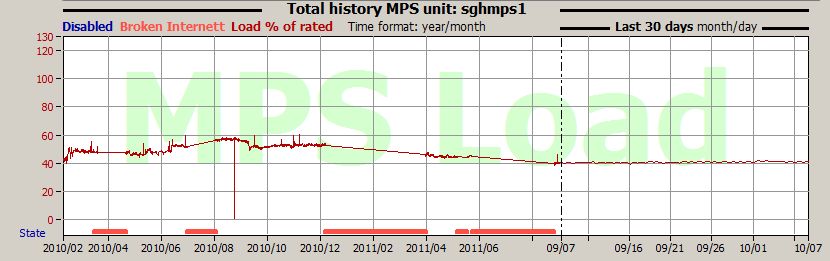 Total history MPS unit: sghmps1
Disabled Broken Internett Load % of rated Time format: year/month Last 30 days month/day
MPS Load
130
120
100
80
60
40
20
0
State
2010/02 2010/04 2010/06 2010/08 2010/10 2010/12 2011/04 2011/06 09/07 09/16 09/21 09/26 10/01 10/07